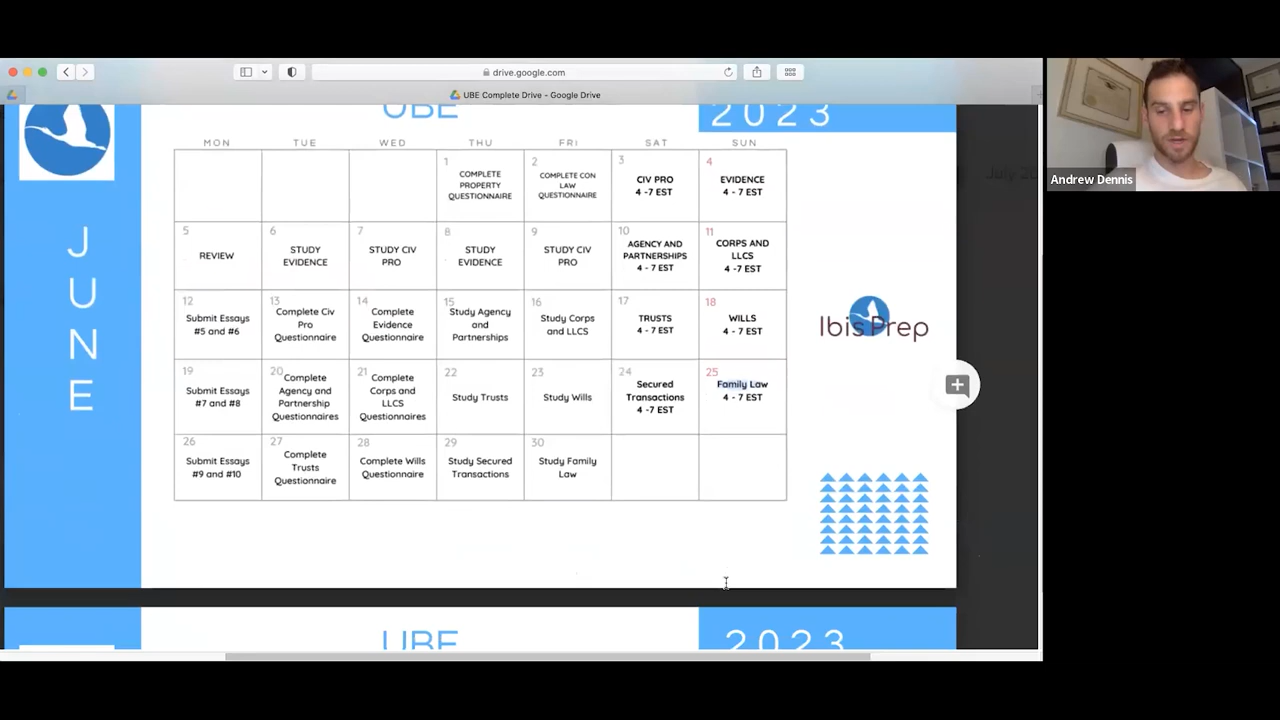 drive.google.com
UBE Complete Drive - Google Drive
Andrew Dennis
UBE
2023
JUNE
MON TUE WED THU FRI SAT SUN
1
COMPLETE
PROPERTY
QUESTIONNAIRE
2
COMPLETE CON
LAW
QUESTIONNAIRE
3
CIV PRO
4 -7 EST
4
EVIDENCE
4 - 7 EST
5
REVIEW
6
STUDY
EVIDENCE
7
STUDY CIV
PRO
8
STUDY
EVIDENCE
9
STUDY CIV
PRO
10
AGENCY AND
PARTNERSHIPS
4 - 7 EST
11
CORPS AND
LLCS
4 -7 EST
12
Submit Essays
#5 and #6
13
Complete Civ
Pro
Questionnaire
14
Complete
Evidence
Questionnaire
15
Study Agency
and
Partnerships
16
Study Corps
and LLCS
17
TRUSTS
4 - 7 EST
18
WILLS
4 - 7 EST
Ibis Prep
19
Submit Essays
#7 and #8
20
Complete
Agency and
Partnership
Questionnaires
21
Complete
Corps and
LLCS
Questionnaires
22
Study Trusts
23
Study Wills
24
Secured
Transactions
4 -7 EST
25
Family Law
4 - 7 EST
26
Submit Essays
#9 and #10
27
Complete
Trusts
Questionnaire
28
Complete Wills
Questionnaire
29
Study Secured
Transactions
30
Study Family
Law
UBE
2023